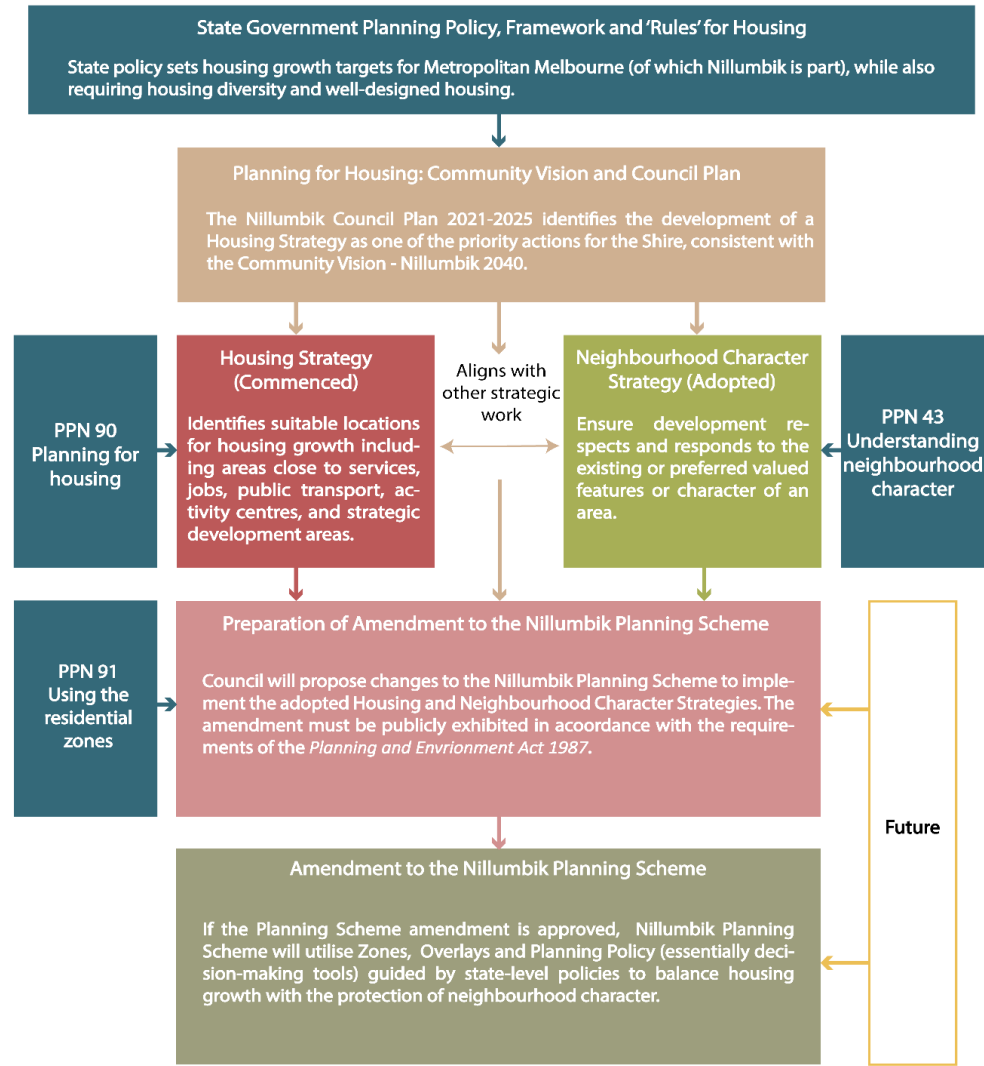 State Government Planning Policy, Framework and ‘Rules’ for Housing
State policy sets housing growth targets for Metropolitan Melbourne (of which Nillumbik is part), while also
requiring housing diversity and well-designed housing.
Planning for Housing: Community Vision and Council Plan
The Nillumbik Council Plan 2021-2025 identifies the development of a
Housing Strategy as one of the priority actions for the Shire, consistent with
the Community Vision - Nillumbik 2040.
PPN 90
Planning for
housing
Housing Strategy
(Commenced)
Identifies suitable locations
for housing growth includ-
ing areas close to services,
jobs, public transport, ac-
tivity centres, and strategic
development areas.
Aligns with
other strategic
work
Neighbourhood Character
Strategy (Adopted)
Ensure development re-
spects and responds to the
existing or preferred valued
features or character of an
area.
PPN 43
Understanding
neighbourhood
character
PPN 91
Using the
residential
zones
Preparation of Amendment to the Nillumbik Planning Scheme
Council will propose changes to the Nillumbik Planning Scheme to imple-
ment the adopted Housing and Neighbourhood Character Strategies. The
amendment must be publicly exhibited in acoordance with the require-
ments of the Planning and Envrionment Act 1987.
Future
Amendment to the Nillumbik Planning Scheme
If the Planning Scheme amendment is approved, Nillumbik Planning
Scheme will utilise Zones, Overlays and Planning Policy (essentially deci-
sion-making tools) guided by state-level policies to balance housing
growth with the protection of neighbourhood character.